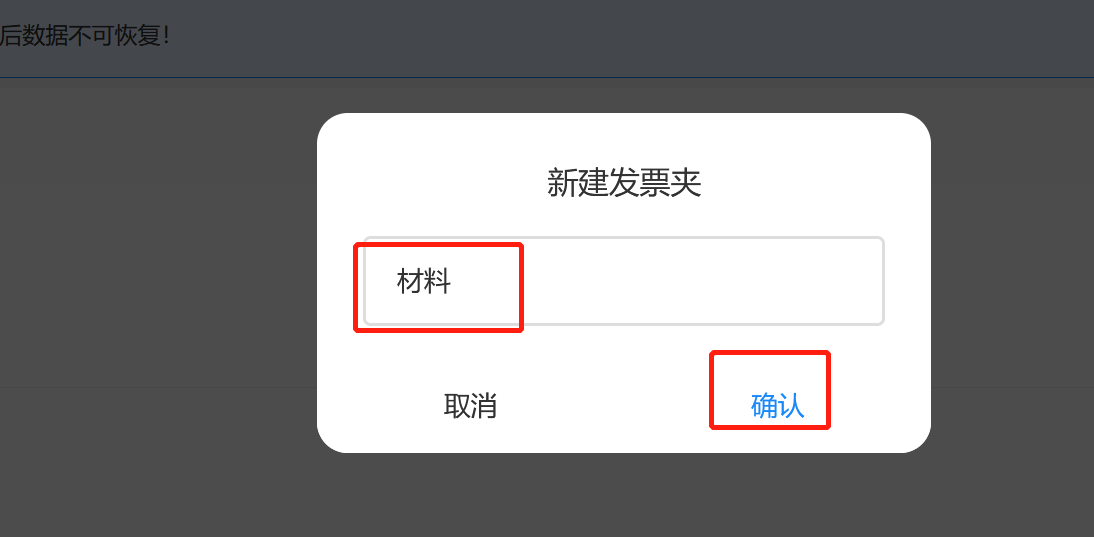 后数据不可恢复！
新建发票夹
材料
取消
确认